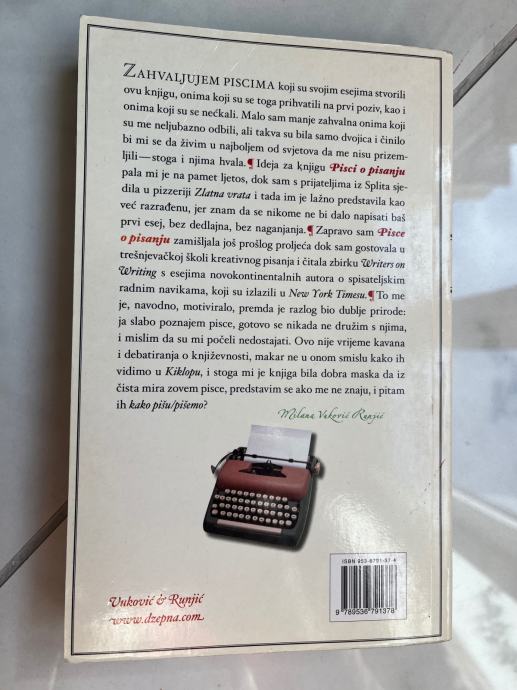 ZAHVALJUJEM PISCIMA koji su svojim esejima stvorili
ovu knjigu, onima koji su se toga prihvatili na prvi poziv, kao i
onima koji su se nećkali. Malo sam manje zahvalna onima koji
su me neljubazno odbili, ali takva su bila samo dvojica i činilo
bi mi se da živim u najboljem od svjetova da me nisu prizem-
ljili—stoga i njima hvala.¶ Ideja za knjigu Pisci o pisanju
pala mi je na pamet ljetos, dok sam s prijateljima iz Splita sje-
dila u pizzeriji Zlatna vrata i tada im je lažno predstavila kao
već razrađenu, jer znam da se nikome ne bi dalo napisati baš
prvi esej, bez dedlajna, bez naganjanja.¶ Zapravo sam Pisce
o pisanju zamišljala još prošlog proljeća dok sam gostovala u
trešnjevačkoj školi kreativnog pisanja i čitala zbirku Writers on
Writing s esejima novokontinentalnih autora o spisateljskim
radnim navikama, koji su izlazili u New York Timesu.¶ To me
je, navodno, motiviralo, premda je razlog bio dublje prirode:
ja slabo poznajem pisce, gotovo se nikada ne družim s njima,
i mislim da su mi počeli nedostajati. Ovo nije vrijeme kavana
i debatiranja o književnosti, makar ne u onom smislu kako ih
vidimo u Kiklopu, i stoga mi je knjiga bila dobra maska da iz
čista mira zovem pisce, predstavim se ako me ne znaju, i pitam
ih kako pišu/pišemo?
Milana Vuković Runjić
ISBN 953-6791-37-4
9 789536 791378
Vuković & Runjić
www.dzepna.com